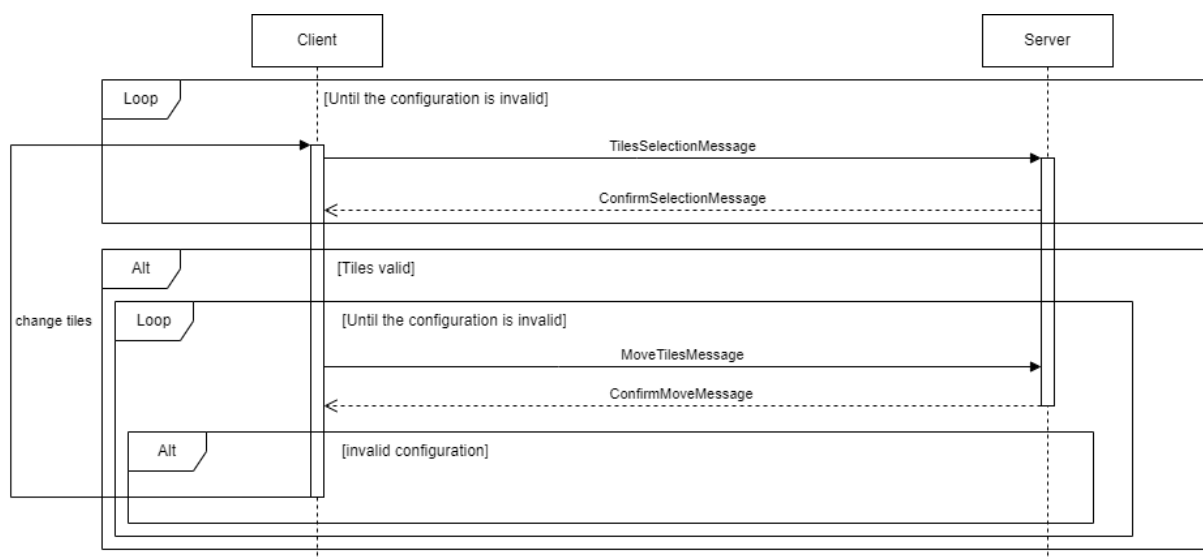 Client
Server
Loop
[Until the configuration is invalid]
TilesSelectionMessage
ConfirmSelectionMessage
Alt
[Tiles valid]
change tiles
Loop
[Until the configuration is invalid]
MoveTilesMessage
ConfirmMoveMessage
Alt
[invalid configuration]